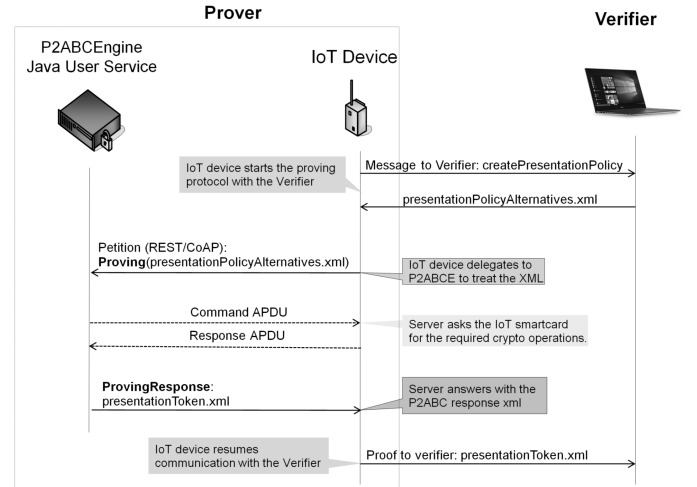 Prover
Verifier
P2ABCEngine
Java User Service
IoT Device
Message to Verifier: createPresentationPolicy
IoT device starts the proving
protocol with the Verifier
presentationPolicyAlternatives.xml
Petition (REST/CoAP):
Proving(presentationPolicyAlternatives.xml)
IoT device delegates to
P2ABCE to treat the XML
Command APDU
Server asks the IoT smartcard
for the required crypto operations.
Response APDU
ProvingResponse:
presentationToken.xml
Server answers with the
P2ABC response xml
IoT device resumes
communication with the Verifier
Proof to verifier: presentationToken.xml